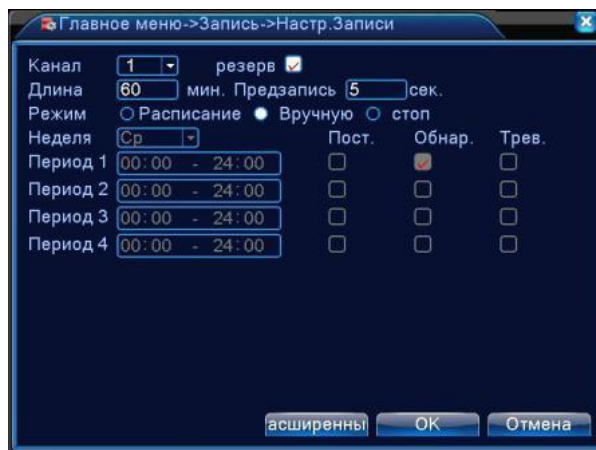 Главное меню->Запись->Настр.Записи
Канал 1 резерв
Длина 60 мин. Предзапись 5 сек.
Режим Расписание Вручную стоп
Неделя Ср Пост. Обнар. Трев.
Период 1 00:00 - 24:00
Период 2 00:00 - 24:00
Период 3 00:00 - 24:00
Период 4 00:00 - 24:00
асширенны OK Отмена